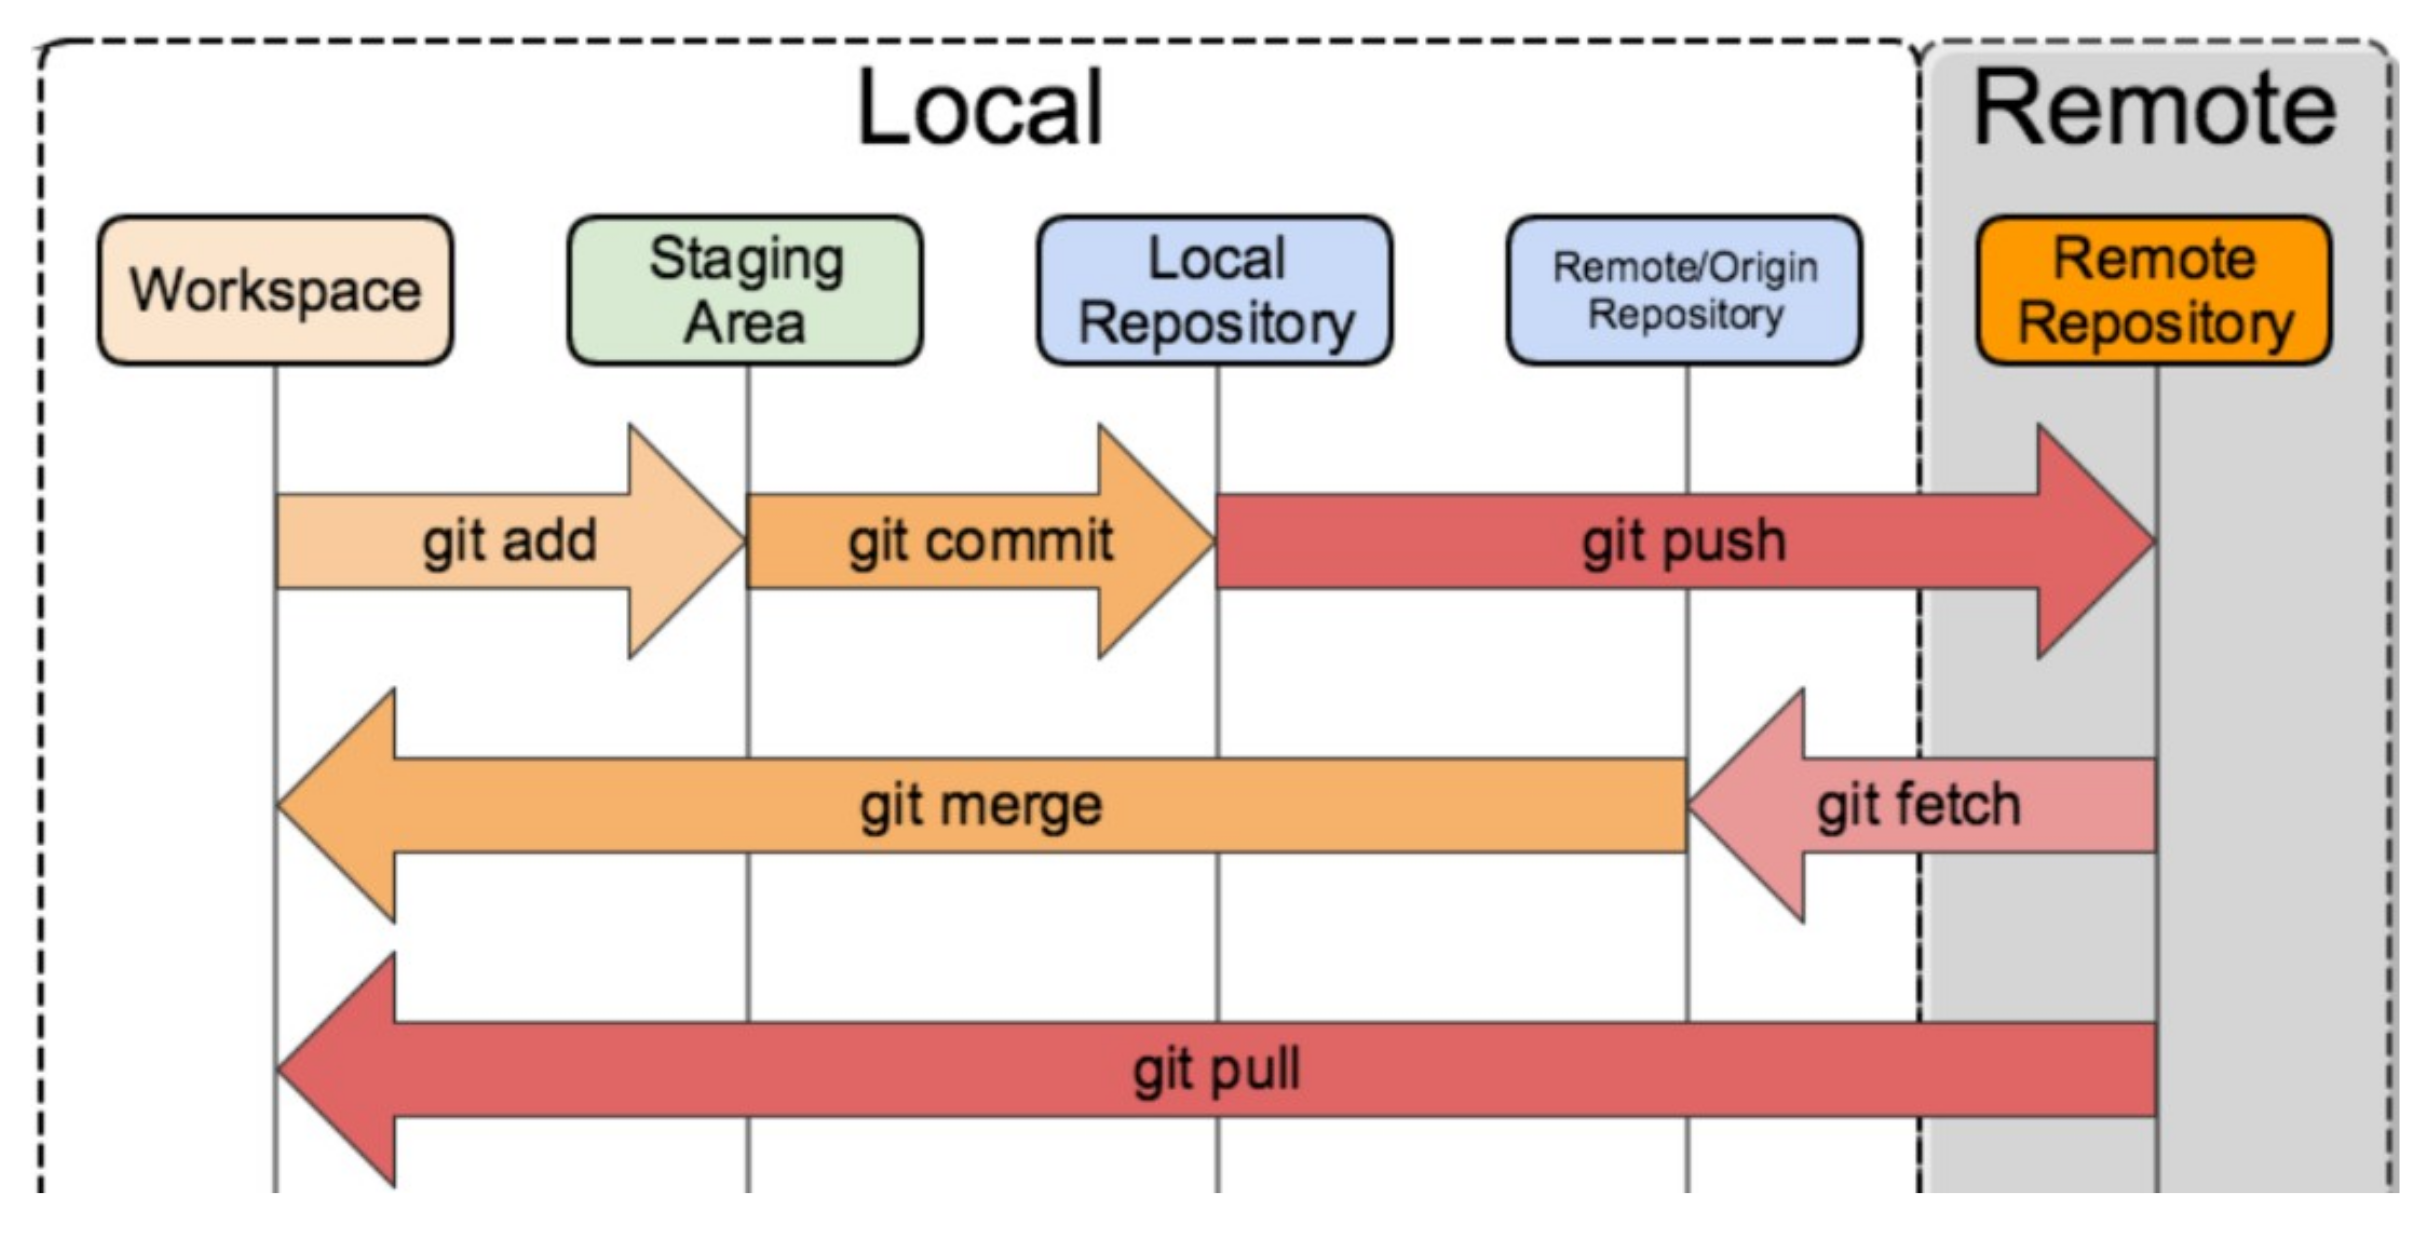 Local
Remote
Workspace
Staging
Area
Local
Repository
Remote/Origin
Repository
Remote
Repository
git add
git commit
git push
git merge
git fetch
git pull